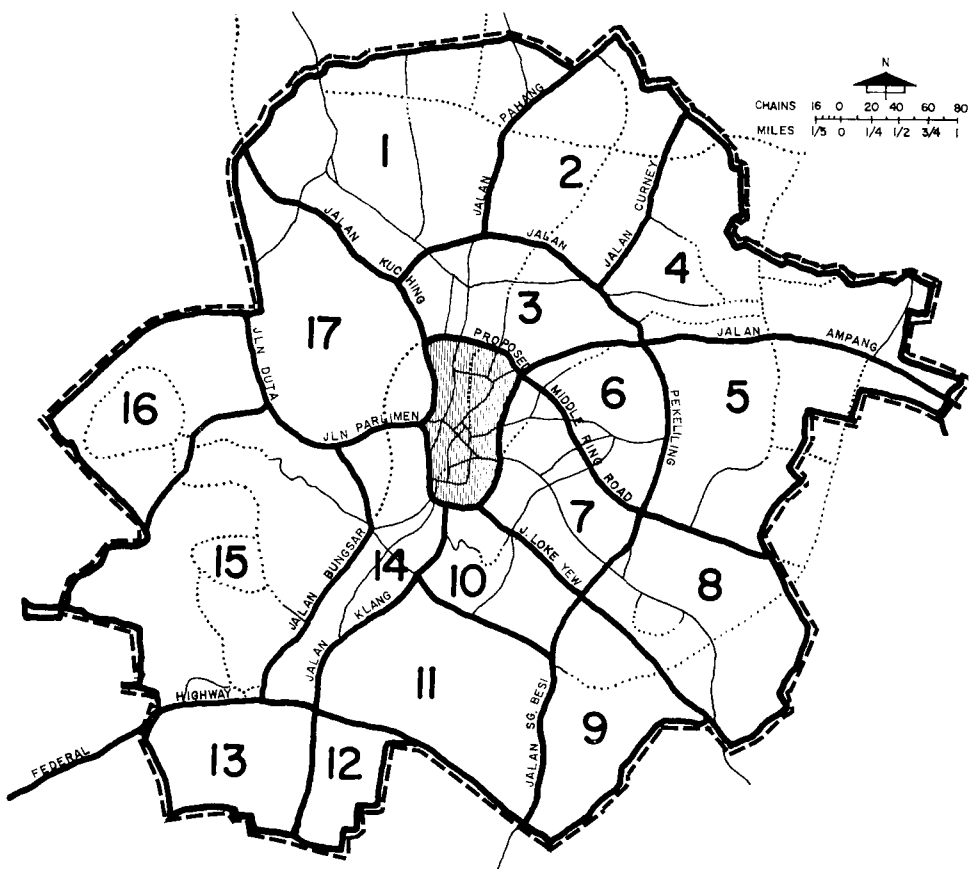 N
CHAINS 16 0 20 40 60 80
MILES 1/5 0 1/4 1/2 3/4 1
1
JALAN PAHANG
2
JALAN CURNEY
JALAN KUCHING
JALAN PEKELILING
4
3
17
PROPOSED MIDDLE RING ROAD
JALAN AMPANG
JLN DUTA
16
6
5
JLN PARLIMEN
7
15
JALAN BUNGSAR
14
10
J. LOKE YEW
8
JALAN KLANG
11
FEDERAL HIGHWAY
JALAN SG. BESI
9
13
12